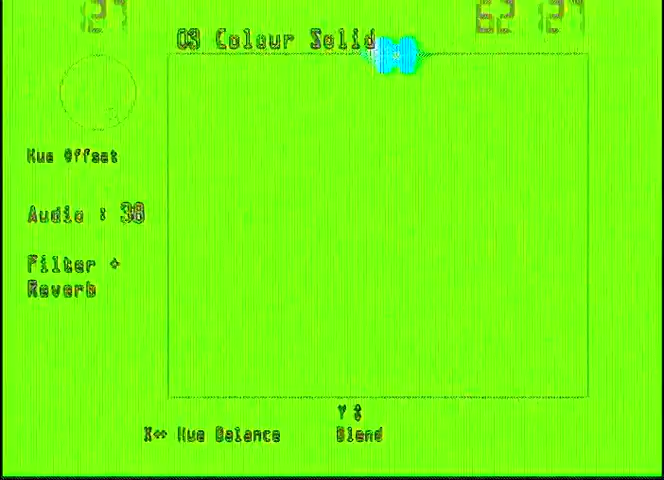 03 Colour Solid
Hue Offset
Audio : 38
Filter +
Reverb
Y ↕
X↔ Hue Balance Blend